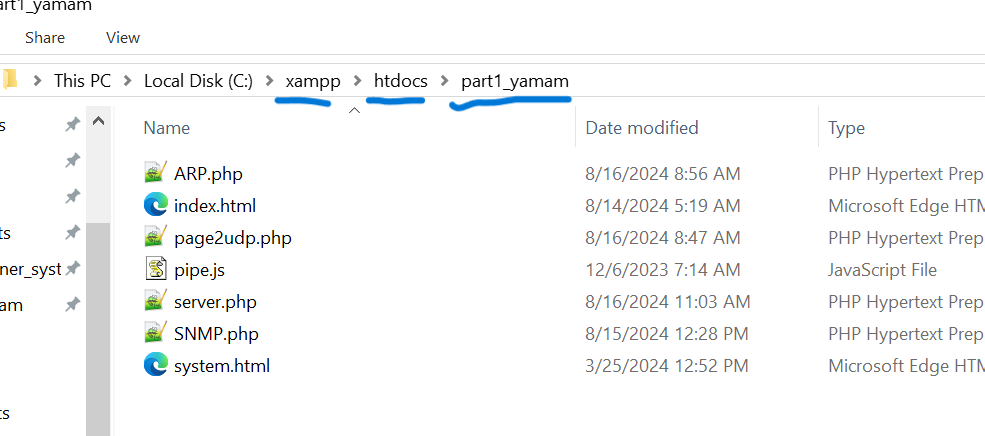 art1_yamam
Share View
This PC Local Disk (C:) xampp htdocs part1_yamam
Name Date modified Type
ARP.php 8/16/2024 8:56 AM PHP Hypertext Prep
index.html 8/14/2024 5:19 AM Microsoft Edge HTM
page2udp.php 8/16/2024 8:47 AM PHP Hypertext Prep
pipe.js 12/6/2023 7:14 AM JavaScript File
ner_syst server.php 8/16/2024 11:03 AM PHP Hypertext Prep
am SNMP.php 8/15/2024 12:28 PM PHP Hypertext Prep
system.html 3/25/2024 12:52 PM Microsoft Edge HTM